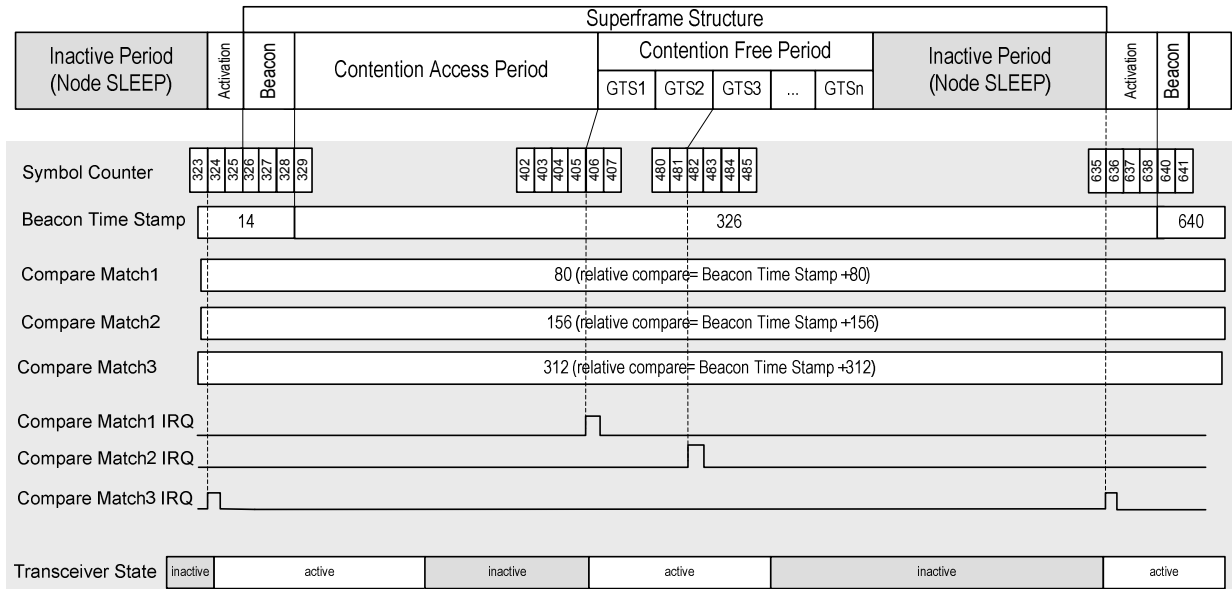 Superframe Structure
Inactive Period
(Node SLEEP)
Activation
Beacon
Contention Access Period
Contention Free Period
GTS1 GTS2 GTS3 ... GTSn
Inactive Period
(Node SLEEP)
Activation
Beacon
Symbol Counter 323 324 325 326 327 328 329 402 403 404 405 406 407 480 481 482 483 484 485 635 636 637 638 640 641
Beacon Time Stamp 14 326 640
Compare Match1 80 (relative compare= Beacon Time Stamp +80)
Compare Match2 156 (relative compare= Beacon Time Stamp +156)
Compare Match3 312 (relative compare= Beacon Time Stamp +312)
Compare Match1 IRQ
Compare Match2 IRQ
Compare Match3 IRQ
Transceiver State inactive active inactive active inactive active